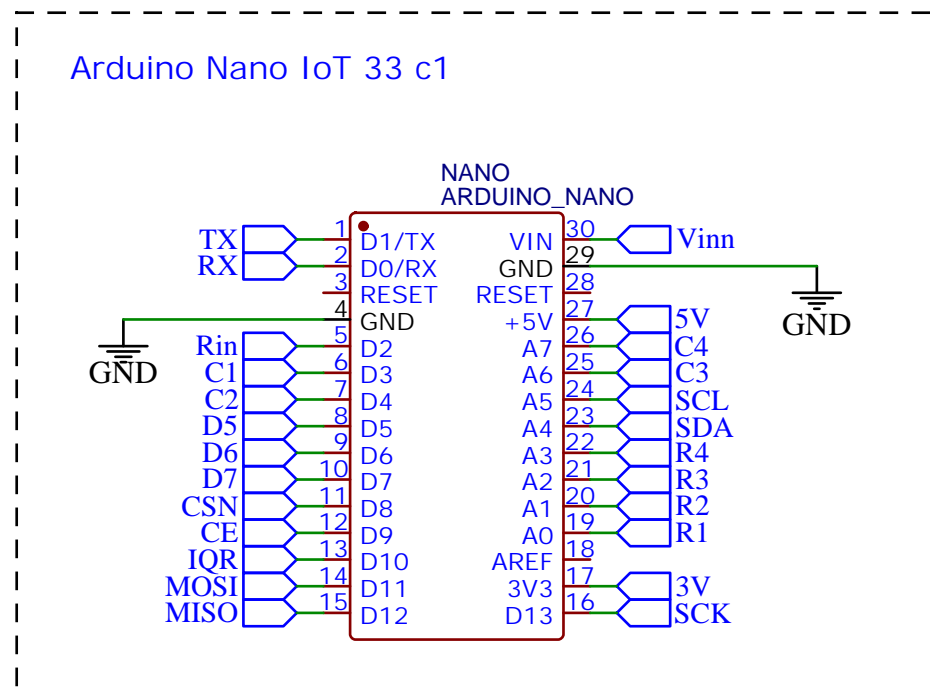 Arduino Nano IoT 33 c1
NANO
ARDUINO_NANO
TX 1 D1/TX VIN 30 Vinn
RX 2 D0/RX GND 29
3 RESET RESET 28
4 GND +5V 27 5V
GND
GND
Rin 5 D2 A7 26 C4
C1 6 D3 A6 25 C3
C2 7 D4 A5 24 SCL
D5 8 D5 A4 23 SDA
D6 9 D6 A3 22 R4
D7 10 D7 A2 21 R3
CSN 11 D8 A1 20 R2
CE 12 D9 A0 19 R1
IQR 13 D10 AREF 18
MOSI 14 D11 3V3 17 3V
MISO 15 D12 D13 16 SCK